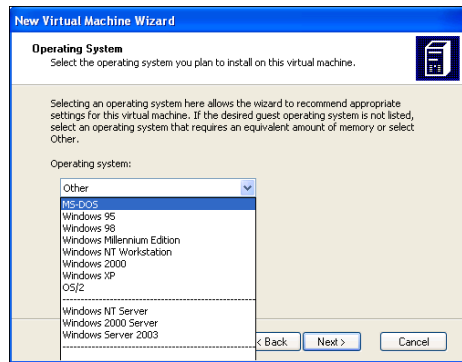 New Virtual Machine Wizard
Operating System
Select the operating system you plan to install on this virtual machine.
Selecting an operating system here allows the wizard to recommend appropriate
settings for this virtual machine. If the desired guest operating system is not listed,
select an operating system that requires an equivalent amount of memory or select
Other.
Operating system:
Other
MS-DOS
Windows 95
Windows 98
Windows Millennium Edition
Windows NT Workstation
Windows 2000
Windows XP
OS/2
Windows NT Server
Windows 2000 Server
Windows Server 2003
< Back Next > Cancel